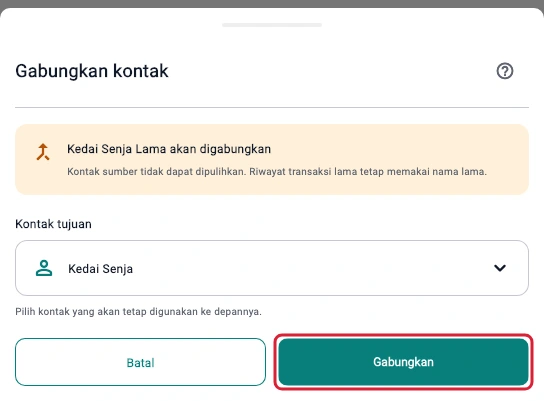 Gabungkan kontak
Kedai Senja Lama akan digabungkan
Kontak sumber tidak dapat dipulihkan. Riwayat transaksi lama tetap memakai nama lama.
Kontak tujuan
Kedai Senja
Pilih kontak yang akan tetap digunakan ke depannya.
Batal
Gabungkan